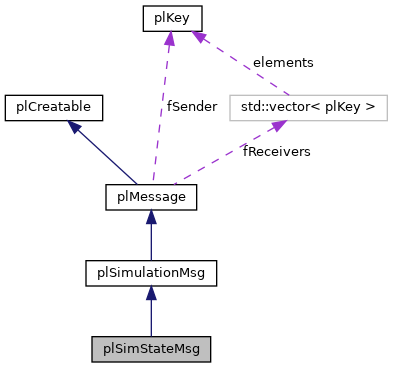 plKey
elements
plCreatable
fSender
std::vector< plKey >
fReceivers
plMessage
plSimulationMsg
plSimStateMsg